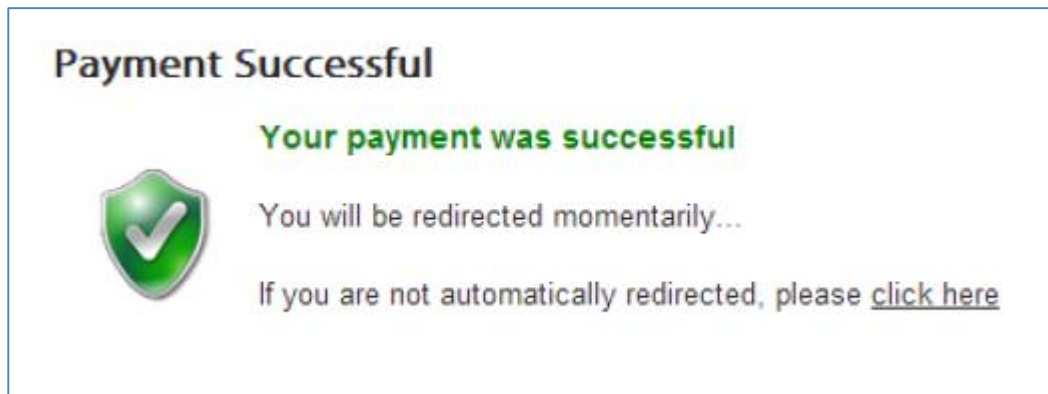 Payment Successful
Your payment was successful
You will be redirected momentarily...
If you are not automatically redirected, please click here